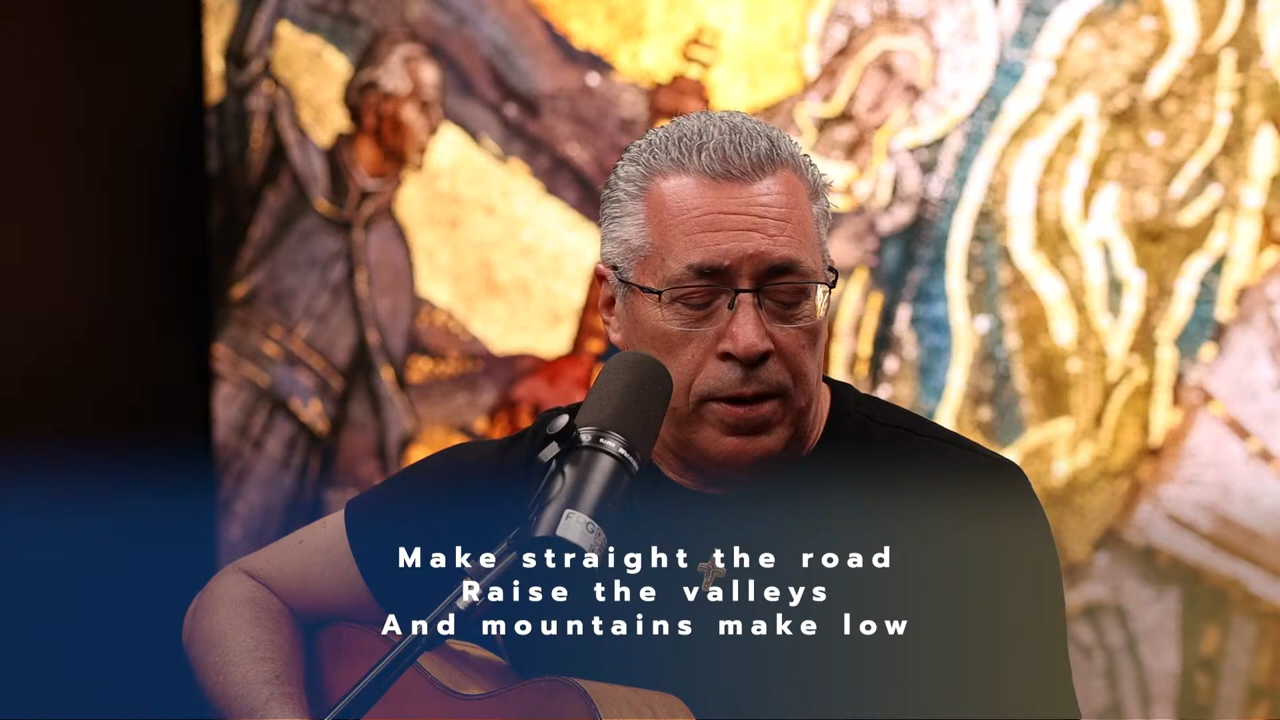 Make straight the road
Raise the valleys
And mountains make low